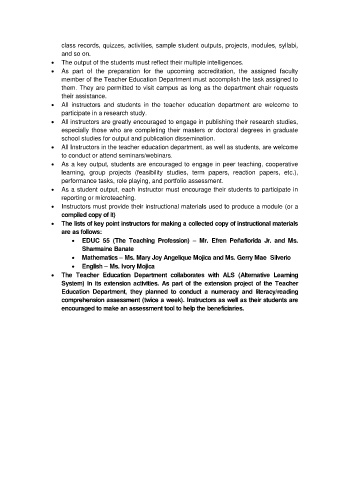 class records, quizzes, activities, sample student outputs, projects, modules, syllabi,
and so on.
• The output of the students must reflect their multiple intelligences.
• As part of the preparation for the upcoming accreditation, the assigned faculty
member of the Teacher Education Department must accomplish the task assigned to
them. They are permitted to visit campus as long as the department chair requests
their assistance.
• All instructors and students in the teacher education department are welcome to
participate in a research study.
• All instructors are greatly encouraged to engage in publishing their research studies,
especially those who are completing their masters or doctoral degrees in graduate
school studies for output and publication dissemination.
• All Instructors in the teacher education department, as well as students, are welcome
to conduct or attend seminars/webinars.
• As a key output, students are encouraged to engage in peer teaching, cooperative
learning, group projects (feasibility studies, term papers, reaction papers, etc.),
performance tasks, role playing, and portfolio assessment.
• As a student output, each instructor must encourage their students to participate in
reporting or microteaching.
• Instructors must provide their instructional materials used to produce a module (or a
compiled copy of it)
• The lists of key point instructors for making a collected copy of instructional materials
are as follows:
• EDUC 55 (The Teaching Profession) – Mr. Efren Peñaflorida Jr. and Ms.
Sharmaine Banate
• Mathematics – Ms. Mary Joy Angelique Mojica and Ms. Gerry Mae Silverio
• English – Ms. Ivory Mojica
• The Teacher Education Department collaborates with ALS (Alternative Learning
System) in its extension activities. As part of the extension project of the Teacher
Education Department, they planned to conduct a numeracy and literacy/reading
comprehension assessment (twice a week). Instructors as well as their students are
encouraged to make an assessment tool to help the beneficiaries.